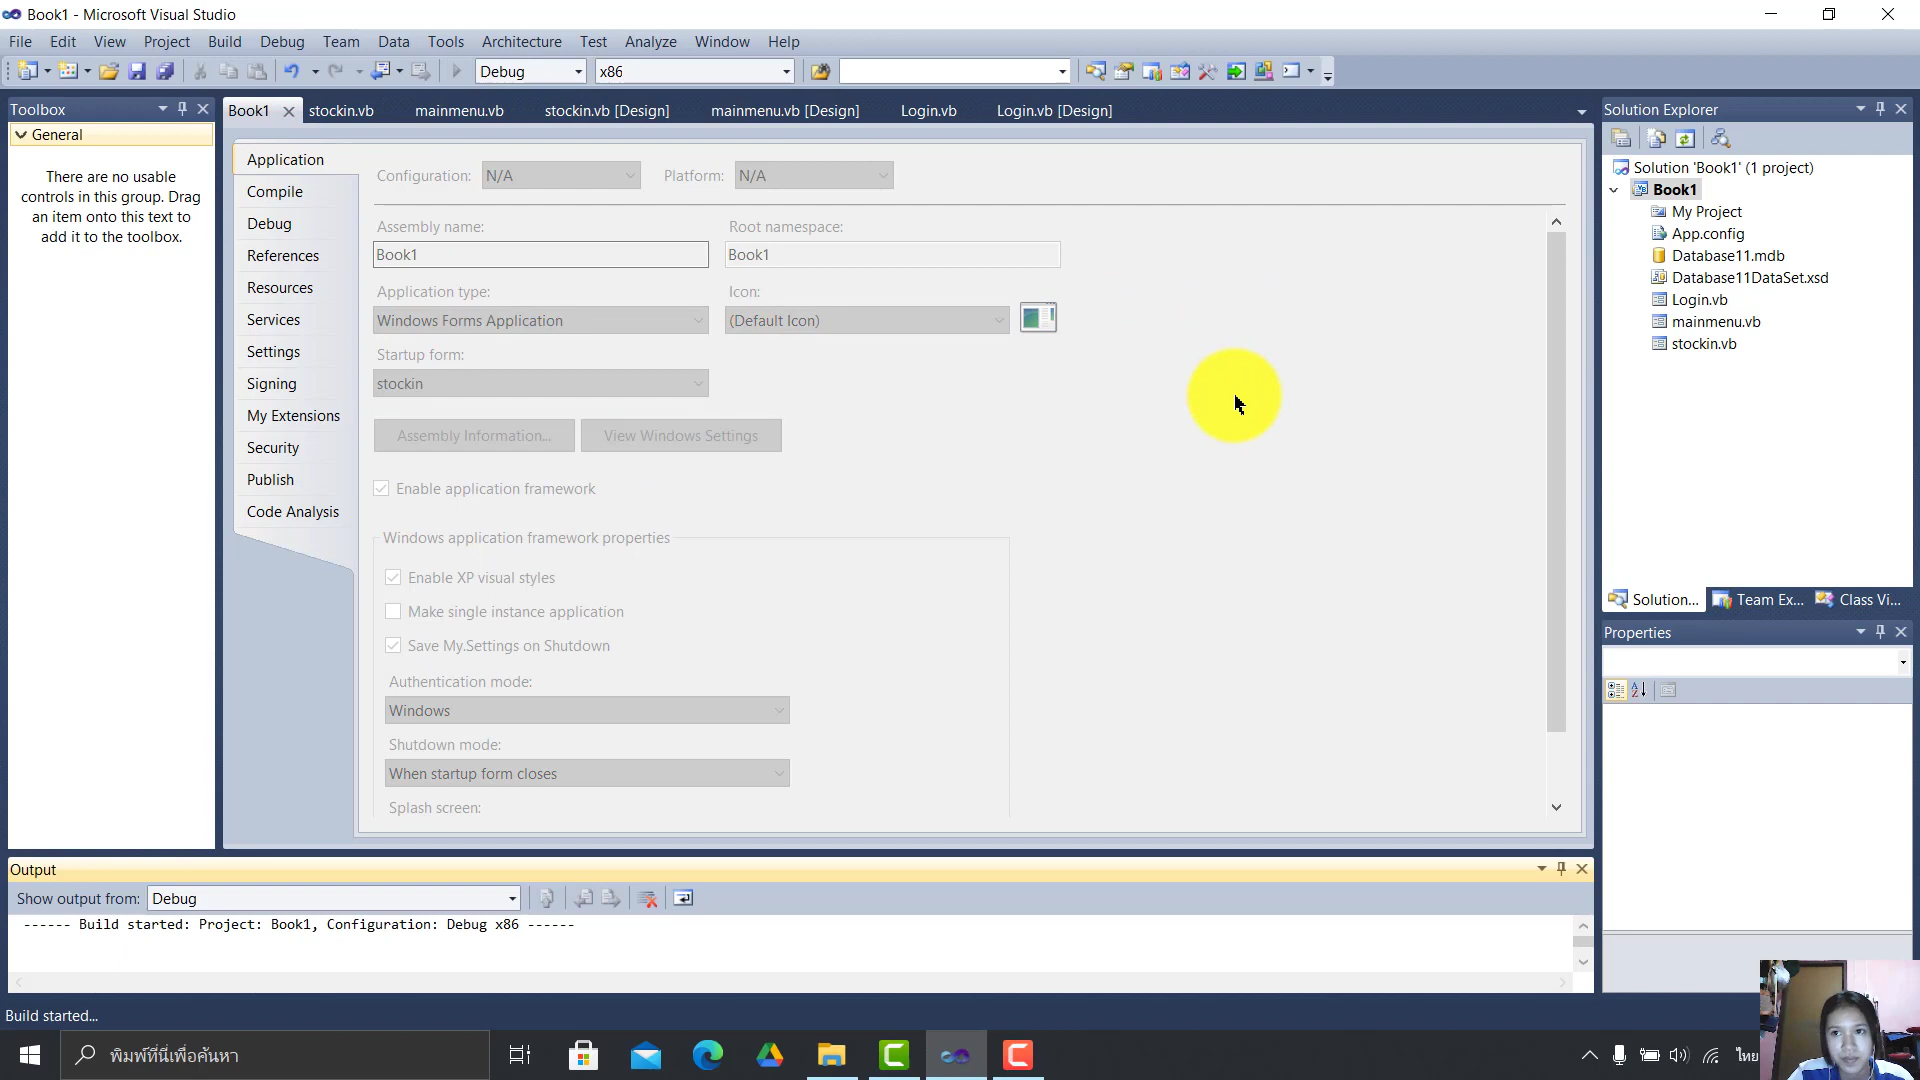 Book1 - Microsoft Visual Studio
File Edit View Project Build Debug Team Data Tools Architecture Test Analyze Window Help
Debug x86
Toolbox
General
There are no usable
controls in this group. Drag
an item onto this text to
add it to the toolbox.
Book1 stockin.vb mainmenu.vb stockin.vb [Design] mainmenu.vb [Design] Login.vb Login.vb [Design]
Application
Compile
Debug
References
Resources
Services
Settings
Signing
My Extensions
Security
Publish
Code Analysis
Configuration: N/A Platform: N/A
Assembly name: Root namespace:
Book1 Book1
Application type: Icon:
Windows Forms Application (Default Icon)
Startup form:
stockin
Assembly Information... View Windows Settings
Enable application framework
Windows application framework properties
Enable XP visual styles
Make single instance application
Save My.Settings on Shutdown
Authentication mode:
Windows
Shutdown mode:
When startup form closes
Splash screen:
Solution Explorer
Solution 'Book1' (1 project)
Book1
My Project
App.config
Database11.mdb
Database11DataSet.xsd
Login.vb
mainmenu.vb
stockin.vb
Solution... Team Ex... Class Vi...
Properties
Output
Show output from: Debug
------ Build started: Project: Book1, Configuration: Debug x86 ------
Build started...
พิมพ์ที่นี่เพื่อค้นหา
ไทย